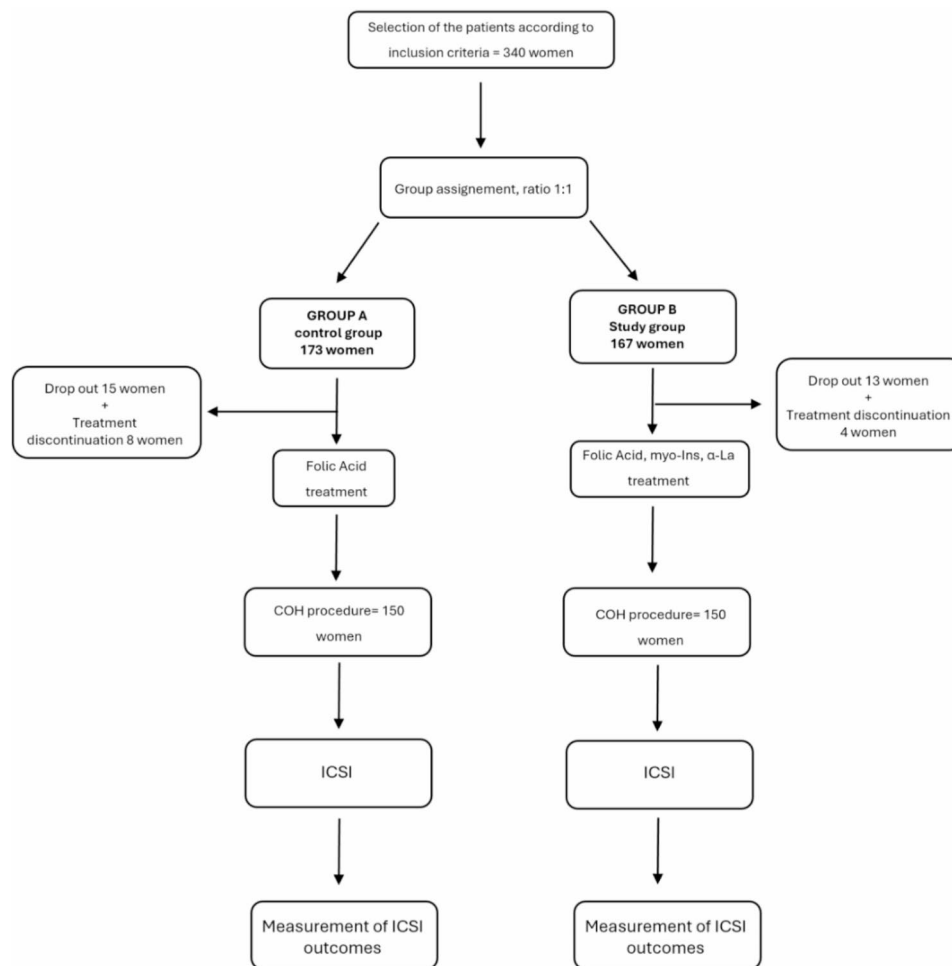 Selection of the patients according to
inclusion criteria = 340 women
Group assignement, ratio 1:1
GROUP A
control group
173 women
GROUP B
Study group
167 women
Drop out 15 women
+
Treatment
discontinuation 8 women
Drop out 13 women
+
Treatment discontinuation
4 women
Folic Acid
treatment
Folic Acid, myo-Ins, α-La
treatment
COH procedure= 150
women
COH procedure= 150
women
ICSI
ICSI
Measurement of ICSI
outcomes
Measurement of ICSI
outcomes